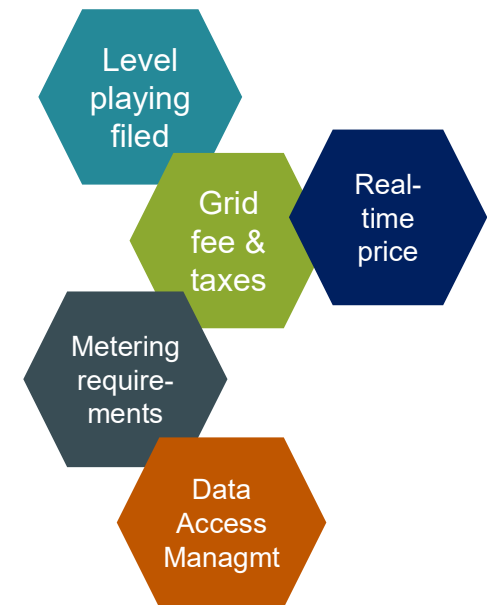 Level
playing
filed
Grid
fee &
taxes
Real-
time
price
Metering
require-
ments
Data
Access
Managmt